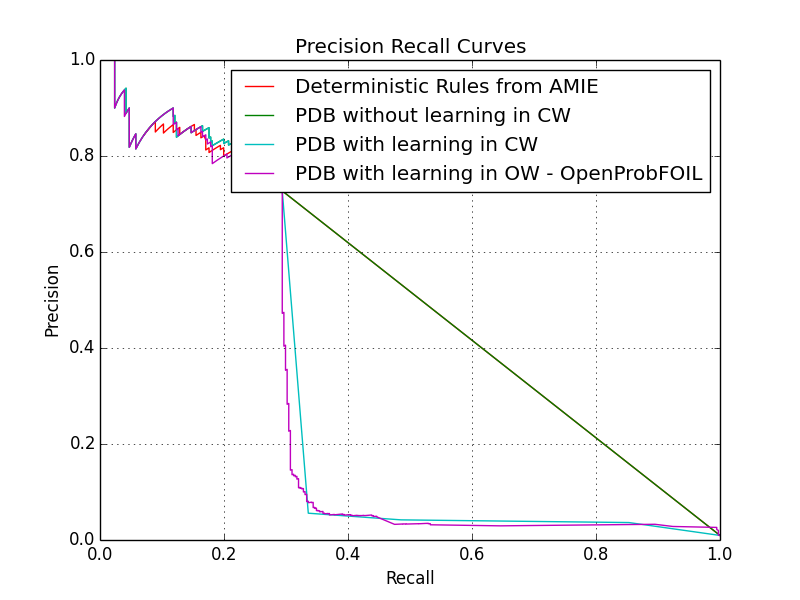 Precision Recall Curves
1.0
Deterministic Rules from AMIE
PDB without learning in CW
PDB with learning in CW
PDB with learning in OW - OpenProbFOIL
0.8
0.6
Precision
0.4
0.2
0.0
0.0 0.2 0.4 0.6 0.8 1.0
Recall